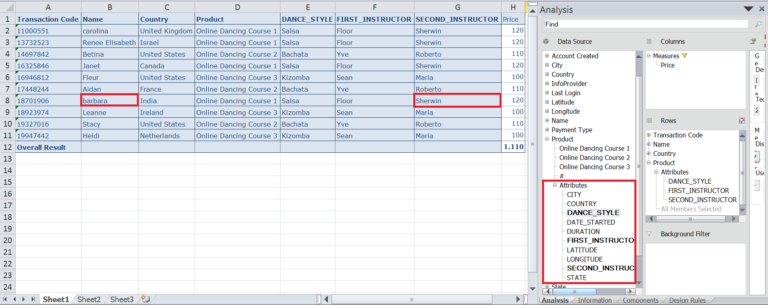 A B C D E F G H
1 Transaction Code Name Country Product DANCE_STYLE FIRST_INSTRUCTOR SECOND_INSTRUCTOR Price
2 11000551 carolina United Kingdom Online Dancing Course 1 Salsa Floor Sherwin 120
3 13732523 Renee Elisabeth Israel Online Dancing Course 1 Salsa Floor Sherwin 120
4 14697842 Betina United States Online Dancing Course 2 Bachata Yve Roberto 110
5 16325846 Janet Canada Online Dancing Course 1 Salsa Floor Sherwin 120
6 16946812 Fleur United States Online Dancing Course 3 Kizomba Sean Maria 100
7 17448244 Aidan France Online Dancing Course 2 Bachata Yve Roberto 110
8 18701906 barbara India Online Dancing Course 1 Salsa Floor Sherwin 120
9 18923974 Leanne Ireland Online Dancing Course 3 Kizomba Sean Maria 100
10 19327016 Stacy United States Online Dancing Course 2 Bachata Yve Roberto 110
11 19947442 Heidi Netherlands Online Dancing Course 3 Kizomba Sean Maria 100
12 Overall Result 1.110
13
14
15
16
17
18
19
20
21
22
23
24
Sheet1 Sheet2 Sheet3
Analysis
Find
Data Source
Account Created
City
Country
InfoProvider
Last Login
Latitude
Longitude
Name
Payment Type
Product
Online Dancing Course 1
Online Dancing Course 2
Online Dancing Course 3
#
Attributes
CITY
COUNTRY
DANCE_STYLE
DATE_STARTED
DURATION
FIRST_INSTRUCTO
LATITUDE
LONGITUDE
SECOND_INSTRUC
STATE
State
Columns
Measures
Price
Rows
Transaction Code
Name
Country
Product
Attributes
DANCE_STYLE
FIRST_INSTRUCTOR
SECOND_INSTRUCTOR
All Members Selected
Background Filter
Analysis Information Components Design Rules